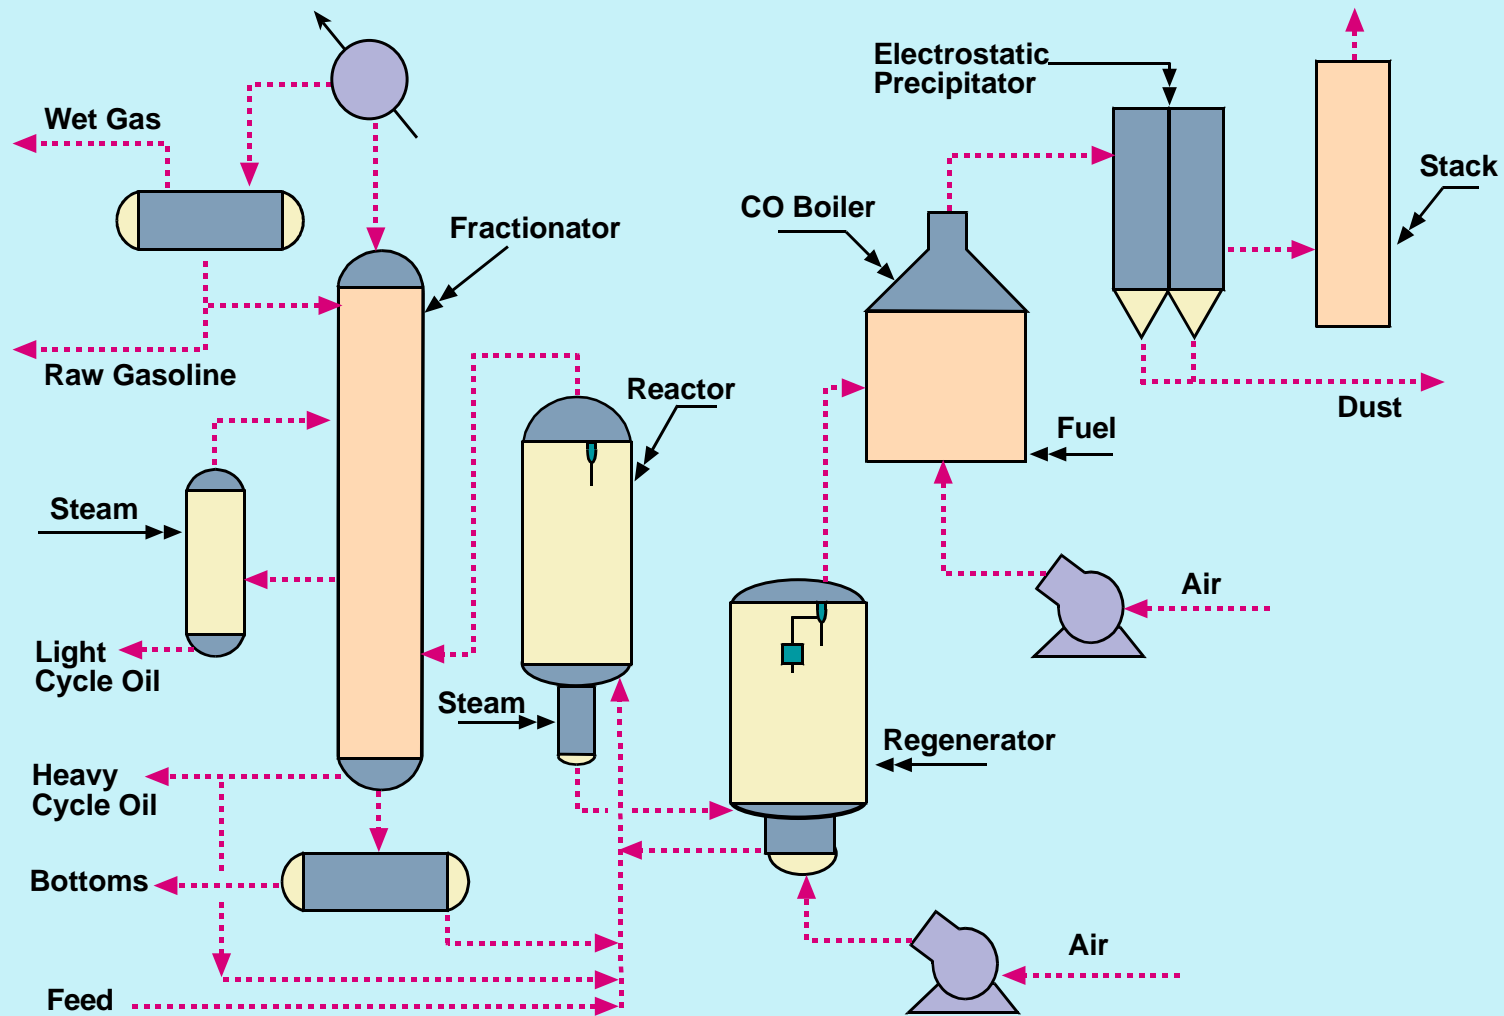 Electrostatic
Precipitator
Wet Gas
Stack
CO Boiler
Fractionator
Raw Gasoline
Reactor
Dust
Fuel
Steam
Air
Light
Cycle Oil
Steam
Regenerator
Heavy
Cycle Oil
Bottoms
Air
Feed